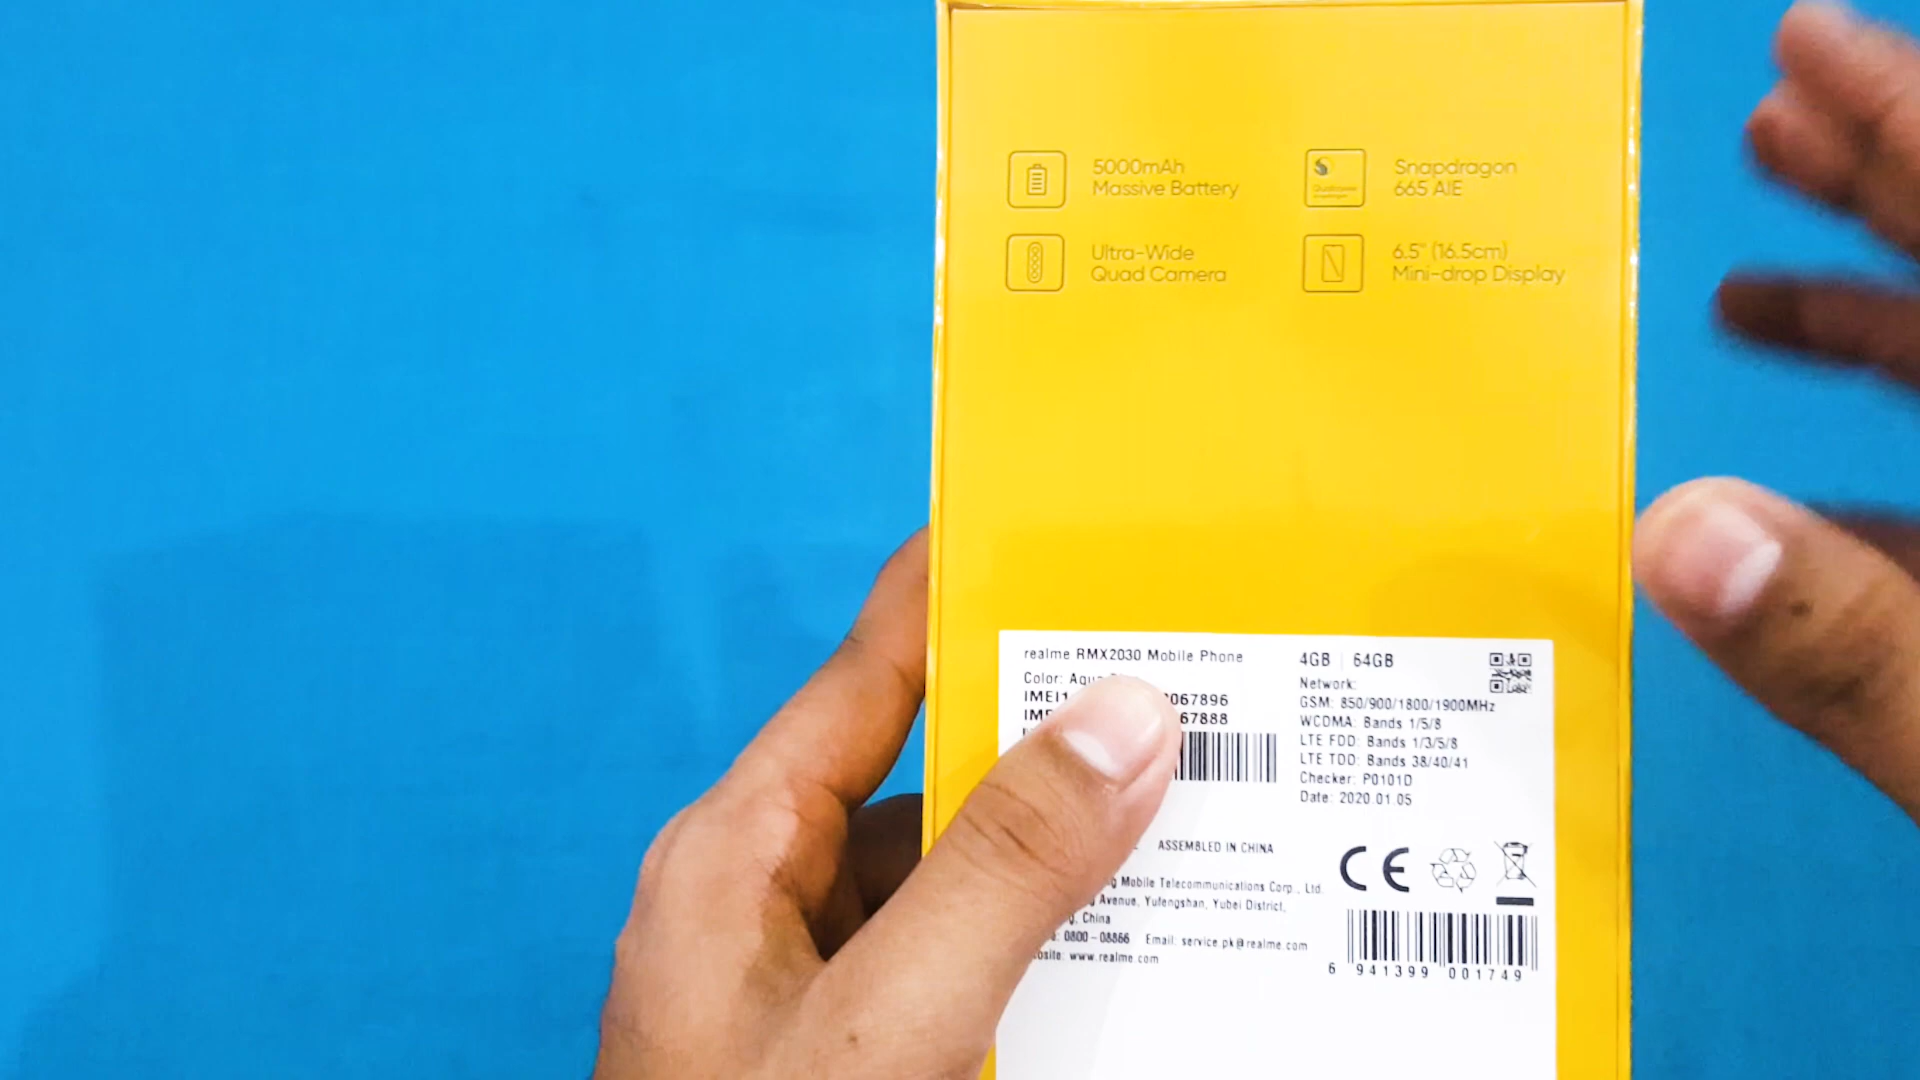 5000mAh
Massive Battery
Snapdragon
665 AIE
Ultra-Wide
Quad Camera
6.5" (16.5cm)
Mini-drop Display
realme RMX2030 Mobile Phone
Color: Aqua
IMEI1
067896
67888
4GB | 64GB
Network:
GSM: 850/900/1800/1900MHz
WCDMA: Bands 1/5/8
LTE FDD: Bands 1/3/5/8
LTE TDD: Bands 38/40/41
Checker: P0101D
Date: 2020.01.05
ASSEMBLED IN CHINA
CE
Mobile Telecommunications Corp., Ltd.
Avenue, Yufengshan, Yubei District,
China
0800-08866 Email: service.pk@realme.com
www.realme.com
6 941399 001749